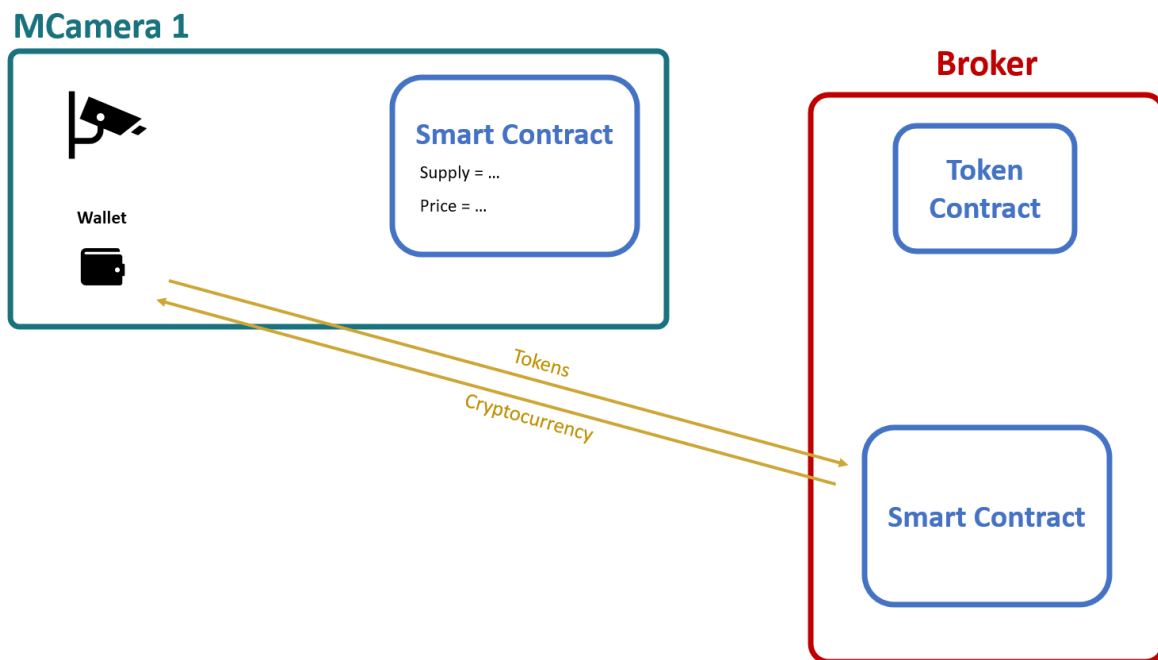 MCamera 1
Broker
Smart Contract
Supply = ...
Price = ...
Token
Contract
Wallet
Tokens
Cryptocurrency
Smart Contract